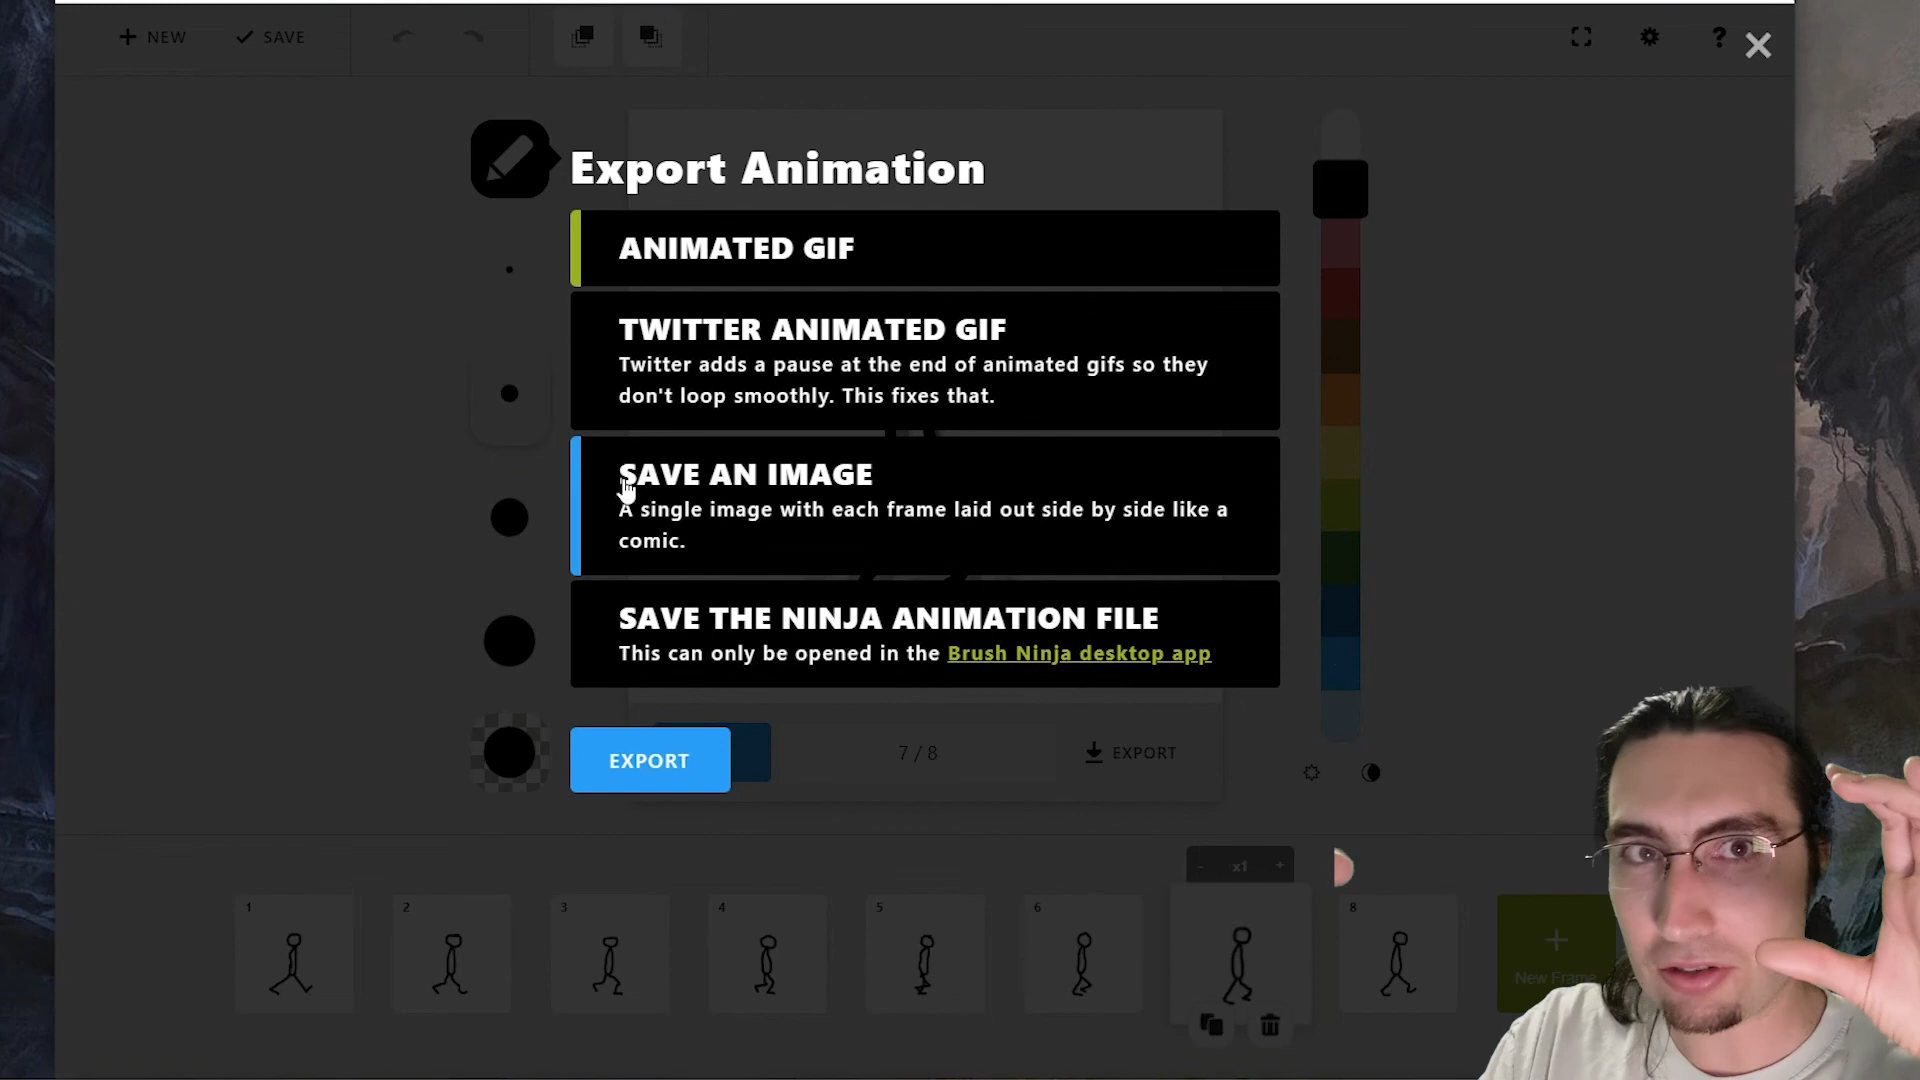 NEW
SAVE
?
Export Animation
ANIMATED GIF
TWITTER ANIMATED GIF
Twitter adds a pause at the end of animated gifs so they
don't loop smoothly. This fixes that.
SAVE AN IMAGE
A single image with each frame laid out side by side like a
comic.
SAVE THE NINJA ANIMATION FILE
This can only be opened in the Brush Ninja desktop app
EXPORT
7 / 8
EXPORT
- x1 +
1
2
3
4
5
6
8
New Frame